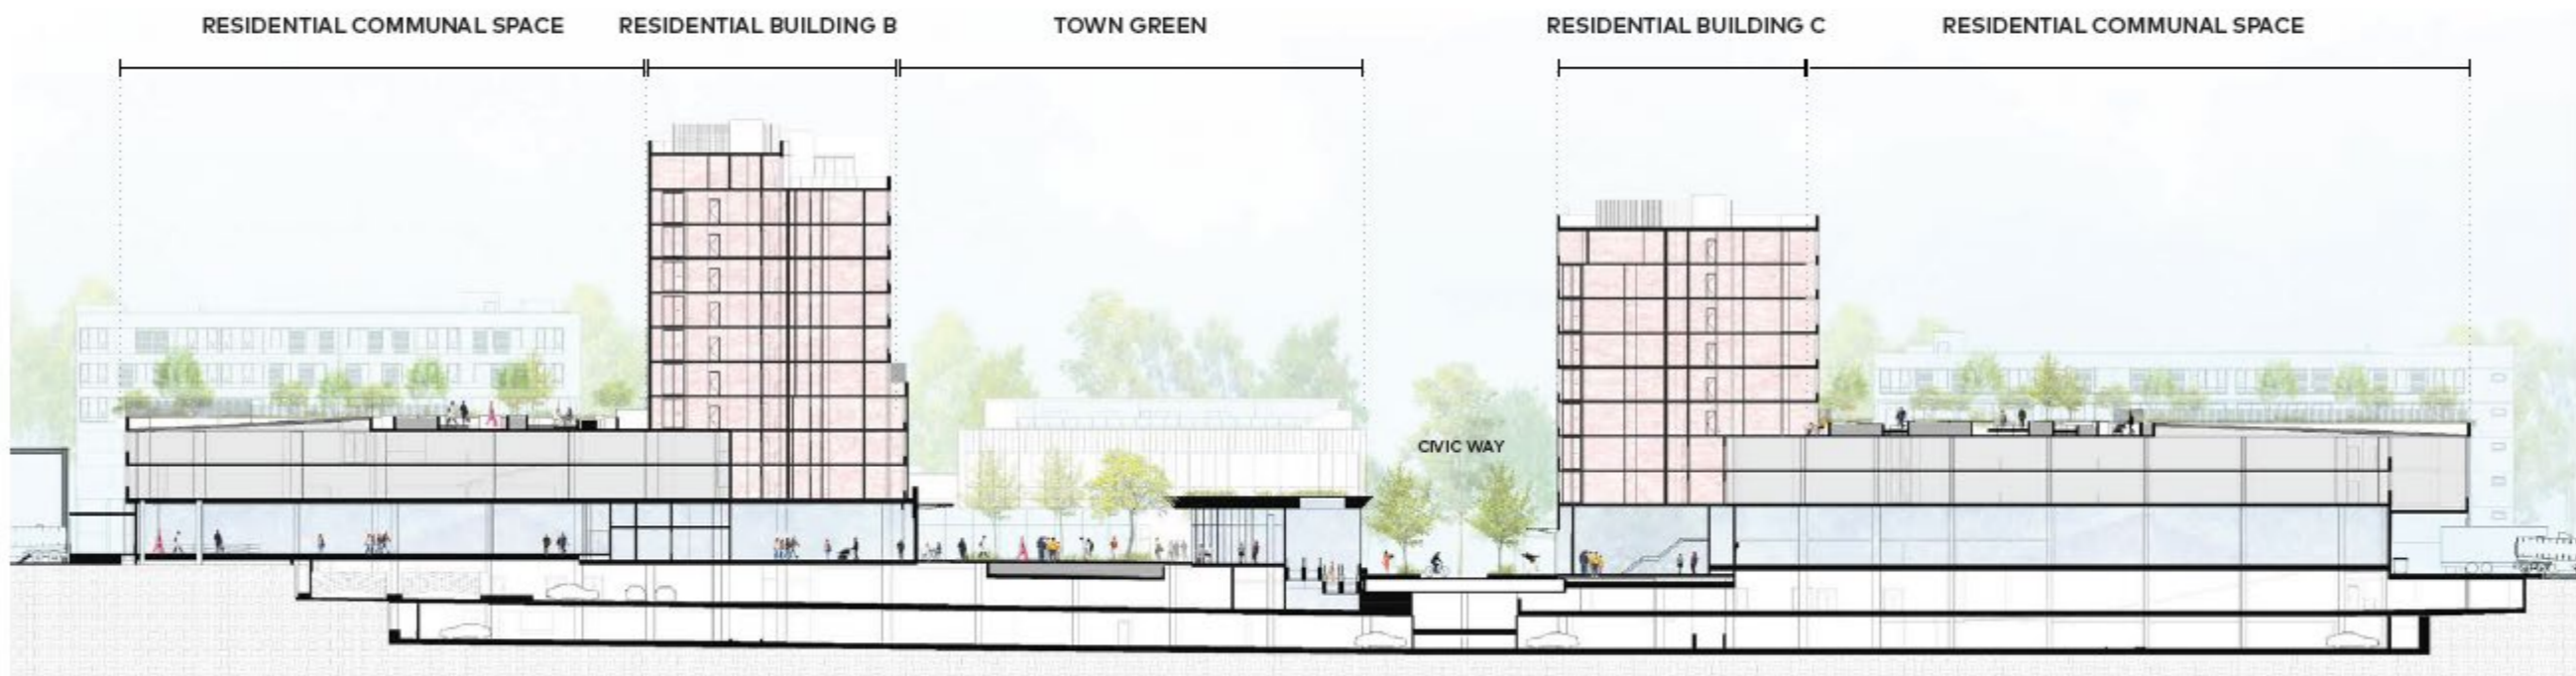 RESIDENTIAL COMMUNAL SPACE
RESIDENTIAL BUILDING B
TOWN GREEN
RESIDENTIAL BUILDING C
RESIDENTIAL COMMUNAL SPACE
CIVIC WAY